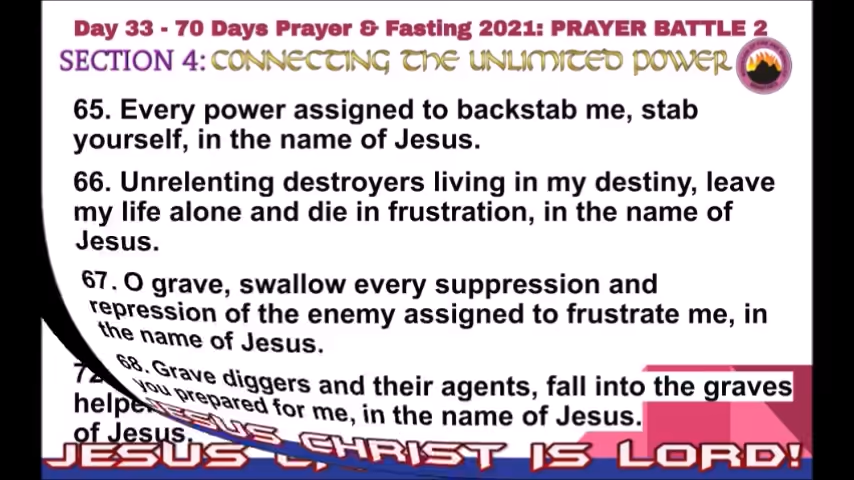 Day 33 - 70 Days Prayer & Fasting 2021: PRAYER BATTLE 2
SECTION 4: CONNECTING THE UNLIMITED POWER
65. Every power assigned to backstab me, stab
yourself, in the name of Jesus.
66. Unrelenting destroyers living in my destiny, leave
my life alone and die in frustration, in the name of
Jesus.
67. O grave, swallow every suppression and
repression of the enemy assigned to frustrate me, in
the name of Jesus.
68. Grave diggers and their agents, fall into the graves
you prepared for me, in the name of Jesus.
of Jesus.
JESUS CHRIST IS LORD!